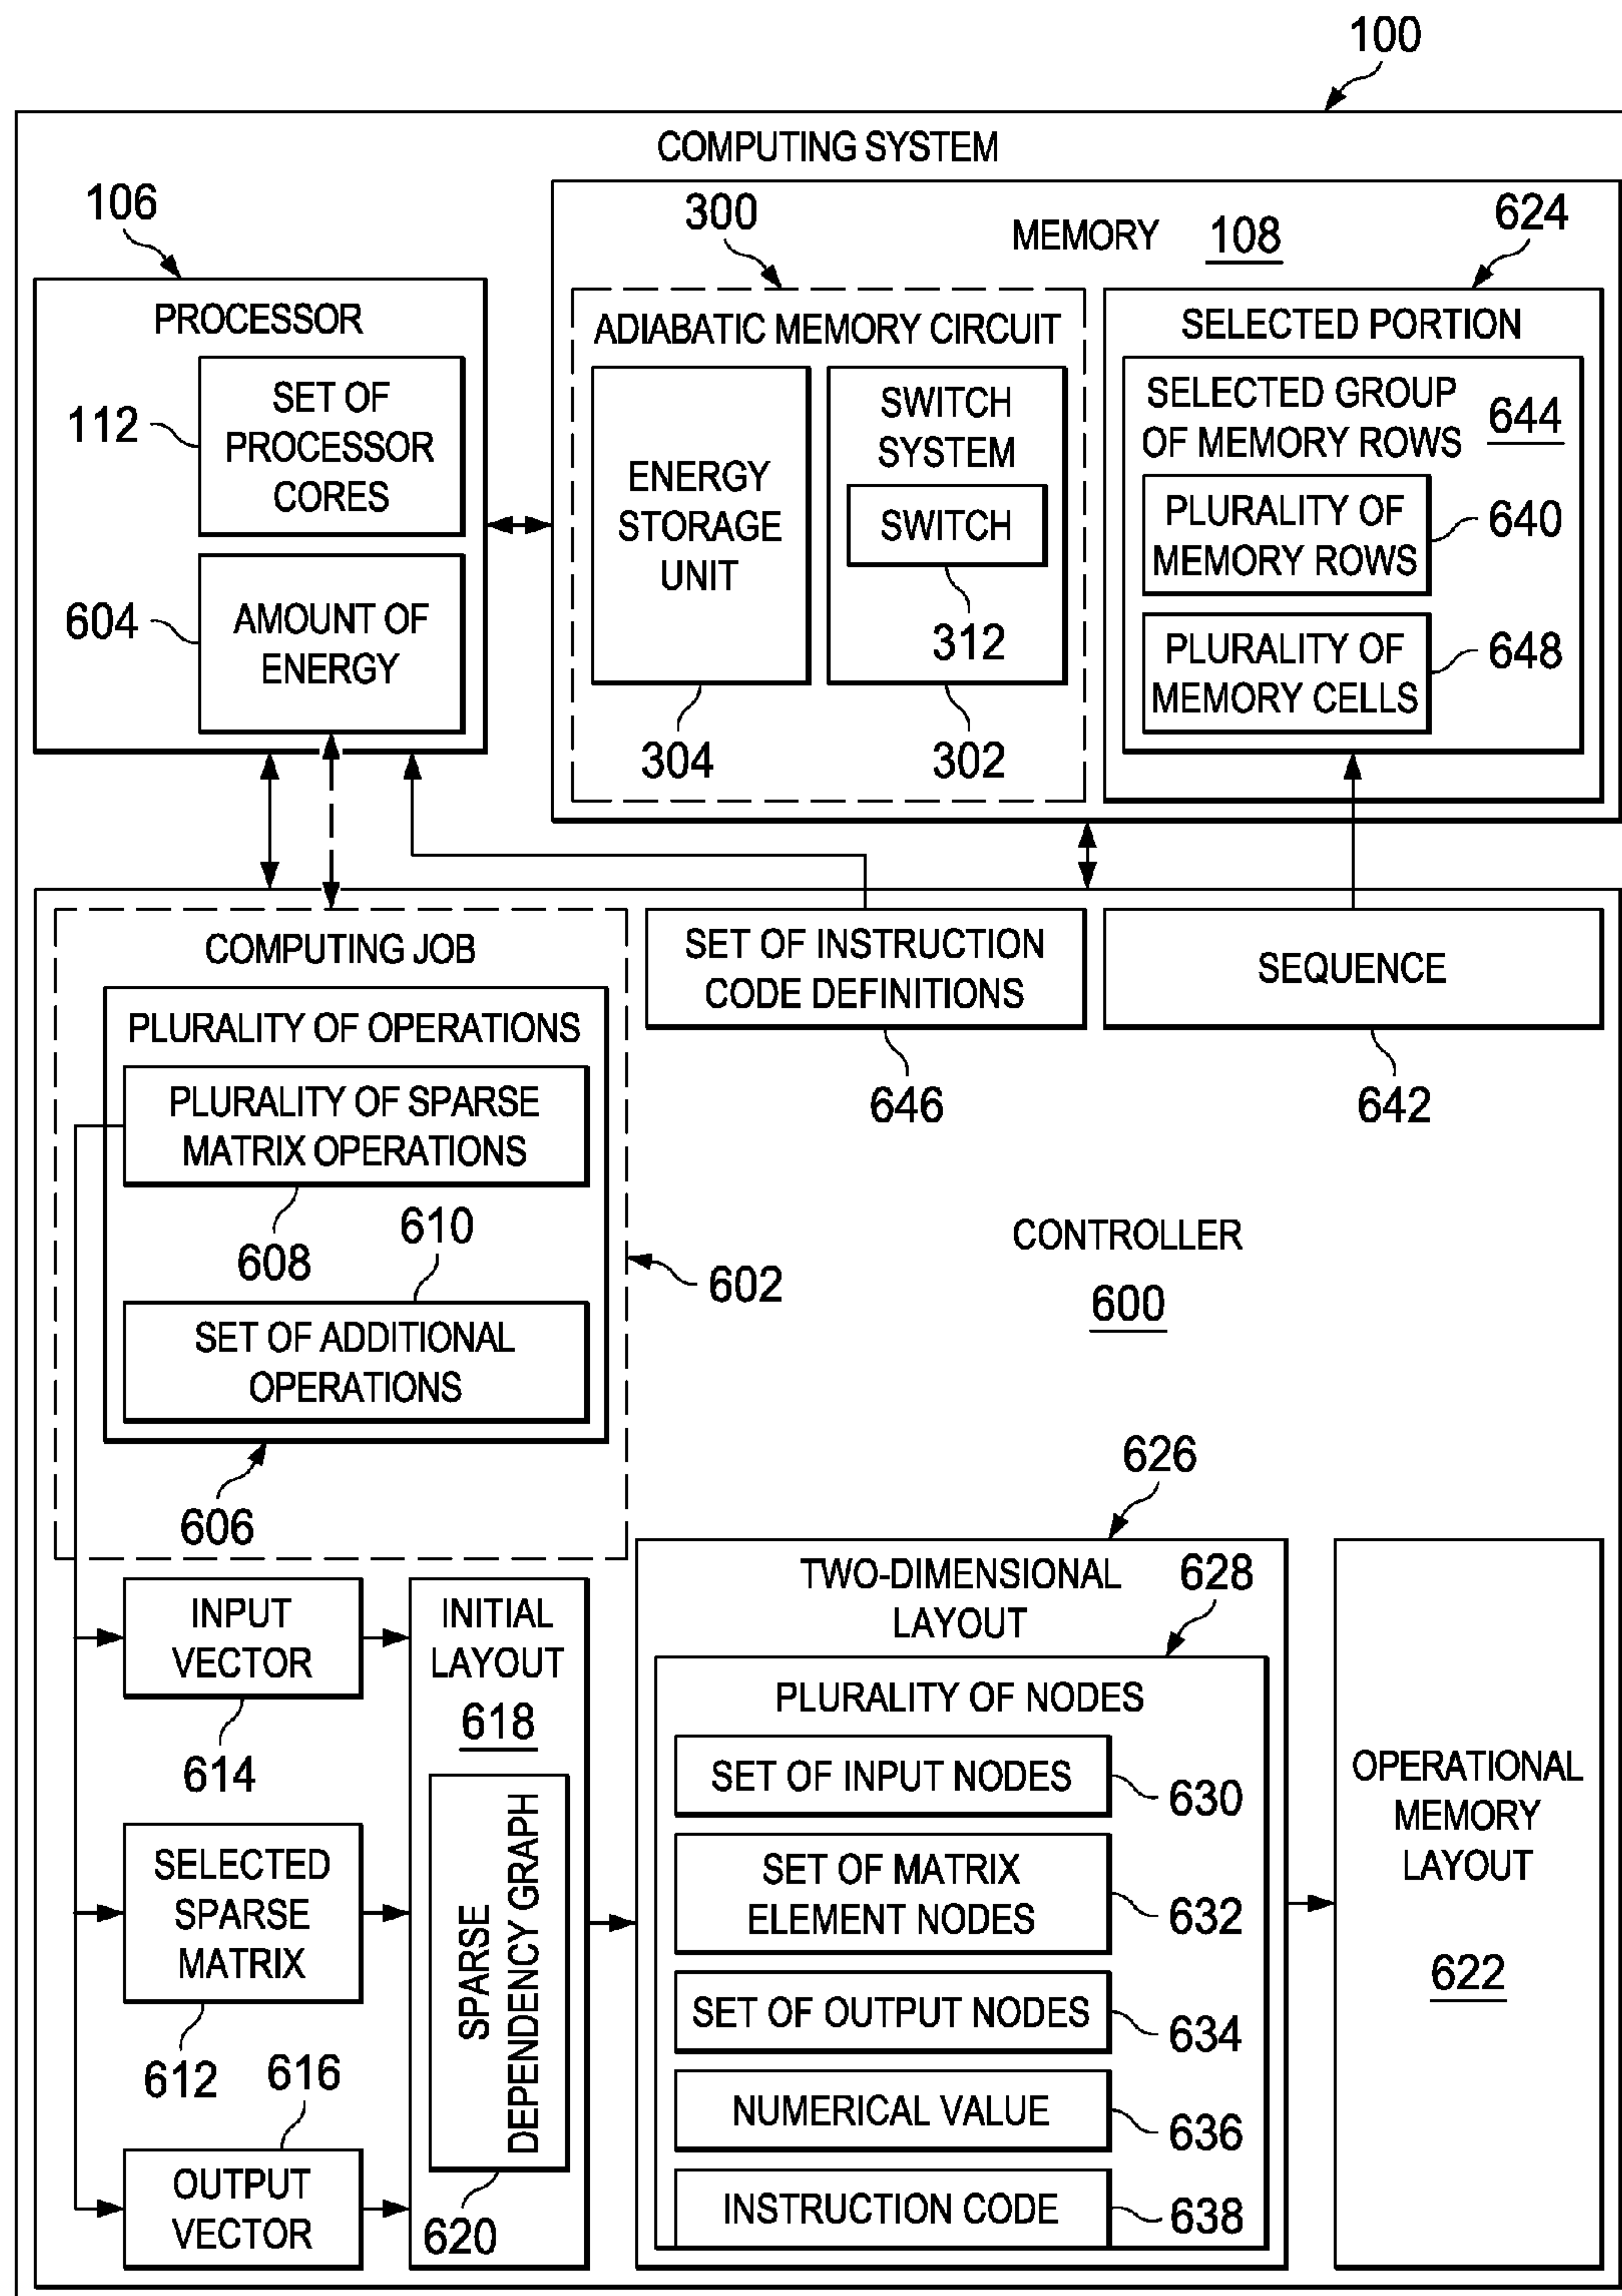 100
COMPUTING SYSTEM
106
PROCESSOR
112
SET OF
PROCESSOR
CORES
604
AMOUNT OF
ENERGY
MEMORY 108
300
ADIABATIC MEMORY CIRCUIT
ENERGY
STORAGE
UNIT
304
SWITCH
SYSTEM
SWITCH
312
302
624
SELECTED PORTION
SELECTED GROUP
OF MEMORY ROWS
644
PLURALITY OF
MEMORY ROWS
640
PLURALITY OF
MEMORY CELLS
648
COMPUTING JOB
PLURALITY OF OPERATIONS
PLURALITY OF SPARSE
MATRIX OPERATIONS
608
610
SET OF ADDITIONAL
OPERATIONS
606
602
SET OF INSTRUCTION
CODE DEFINITIONS
646
SEQUENCE
642
CONTROLLER
600
INPUT
VECTOR
614
SELECTED
SPARSE
MATRIX
612
616
OUTPUT
VECTOR
INITIAL
LAYOUT
618
SPARSE
DEPENDENCY GRAPH
620
626
TWO-DIMENSIONAL
LAYOUT
628
PLURALITY OF NODES
SET OF INPUT NODES
630
SET OF MATRIX
ELEMENT NODES
632
SET OF OUTPUT NODES
634
NUMERICAL VALUE
636
INSTRUCTION CODE
638
OPERATIONAL
MEMORY
LAYOUT
622